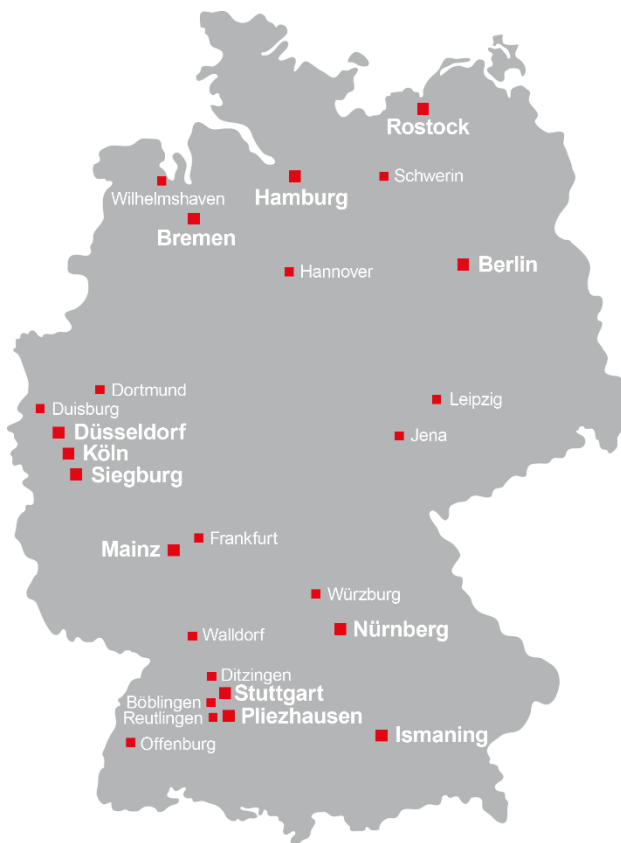 Rostock
Schwerin
Wilhelmshaven
Hamburg
Bremen
Berlin
Hannover
Dortmund
Leipzig
Duisburg
Düsseldorf
Jena
Köln
Siegburg
Frankfurt
Mainz
Würzburg
Nürnberg
Walldorf
Ditzingen
Stuttgart
Böblingen
Pliezhausen
Reutlingen
Ismaning
Offenburg